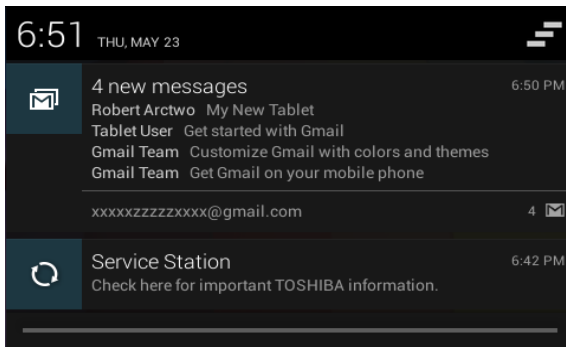 6:51 THU, MAY 23
4 new messages 6:50 PM
Robert Arctwo My New Tablet
Tablet User Get started with Gmail
Gmail Team Customize Gmail with colors and themes
Gmail Team Get Gmail on your mobile phone
xxxxxzzzzzxxxx@gmail.com 4
Service Station 6:42 PM
Check here for important TOSHIBA information.